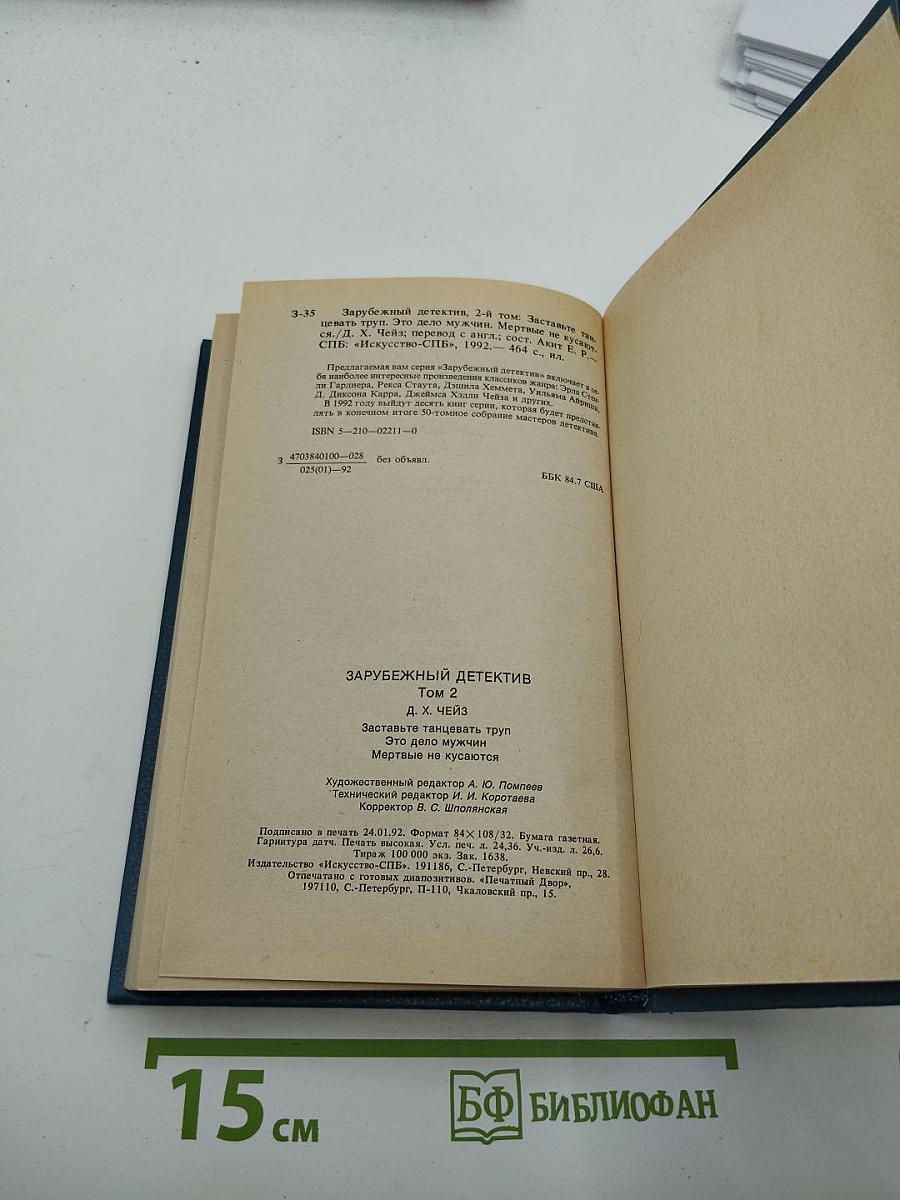 З-35 Зарубежный детектив, 2-й том: Заставьте тан-
цевать труп. Это дело мужчин. Мертвые не кусают-
ся./Д. Х. Чейз; перевод с англ.; сост. Акит Е. Р.—
СПБ: «Искусство-СПБ», 1992.— 464 с., ил.
Предлагаемая вам серия «Зарубежный детектив» включает в се-
бя наиболее интересные произведения классиков жанра: Эрла Стен-
ли Гарднера, Рекса Стаута, Дэшила Хеммета, Уильяма Айриша,
Д. Диксона Карра, Джеймса Хэдли Чейза и других.
В 1992 году выйдут десять книг серии, которая будет представ-
лять в конечном итоге 50-томное собрание мастеров детектива.
ISBN 5—210—02211—0
З 4703840100—028 без объявл.
025(01)—92
ББК 84.7 США
ЗАРУБЕЖНЫЙ ДЕТЕКТИВ
Том 2
Д. Х. ЧЕЙЗ
Заставьте танцевать труп
Это дело мужчин
Мертвые не кусаются
Художественный редактор А. Ю. Помпеев
Технический редактор И. И. Коротаева
Корректор В. С. Шполянская
Подписано в печать 24.01.92. Формат 84×108/32. Бумага газетная.
Гарнитура датч. Печать высокая. Усл. печ. л. 24,36. Уч.-изд. л. 26,6.
Тираж 100 000 экз. Зак. 1638.
Издательство «Искусство-СПБ». 191186, С.-Петербург, Невский пр., 28.
Отпечатано с готовых диапозитивов. «Печатный Двор»,
197110, С.-Петербург, П-110, Чкаловский пр., 15.
15 см
БФ БИБЛИОФАН